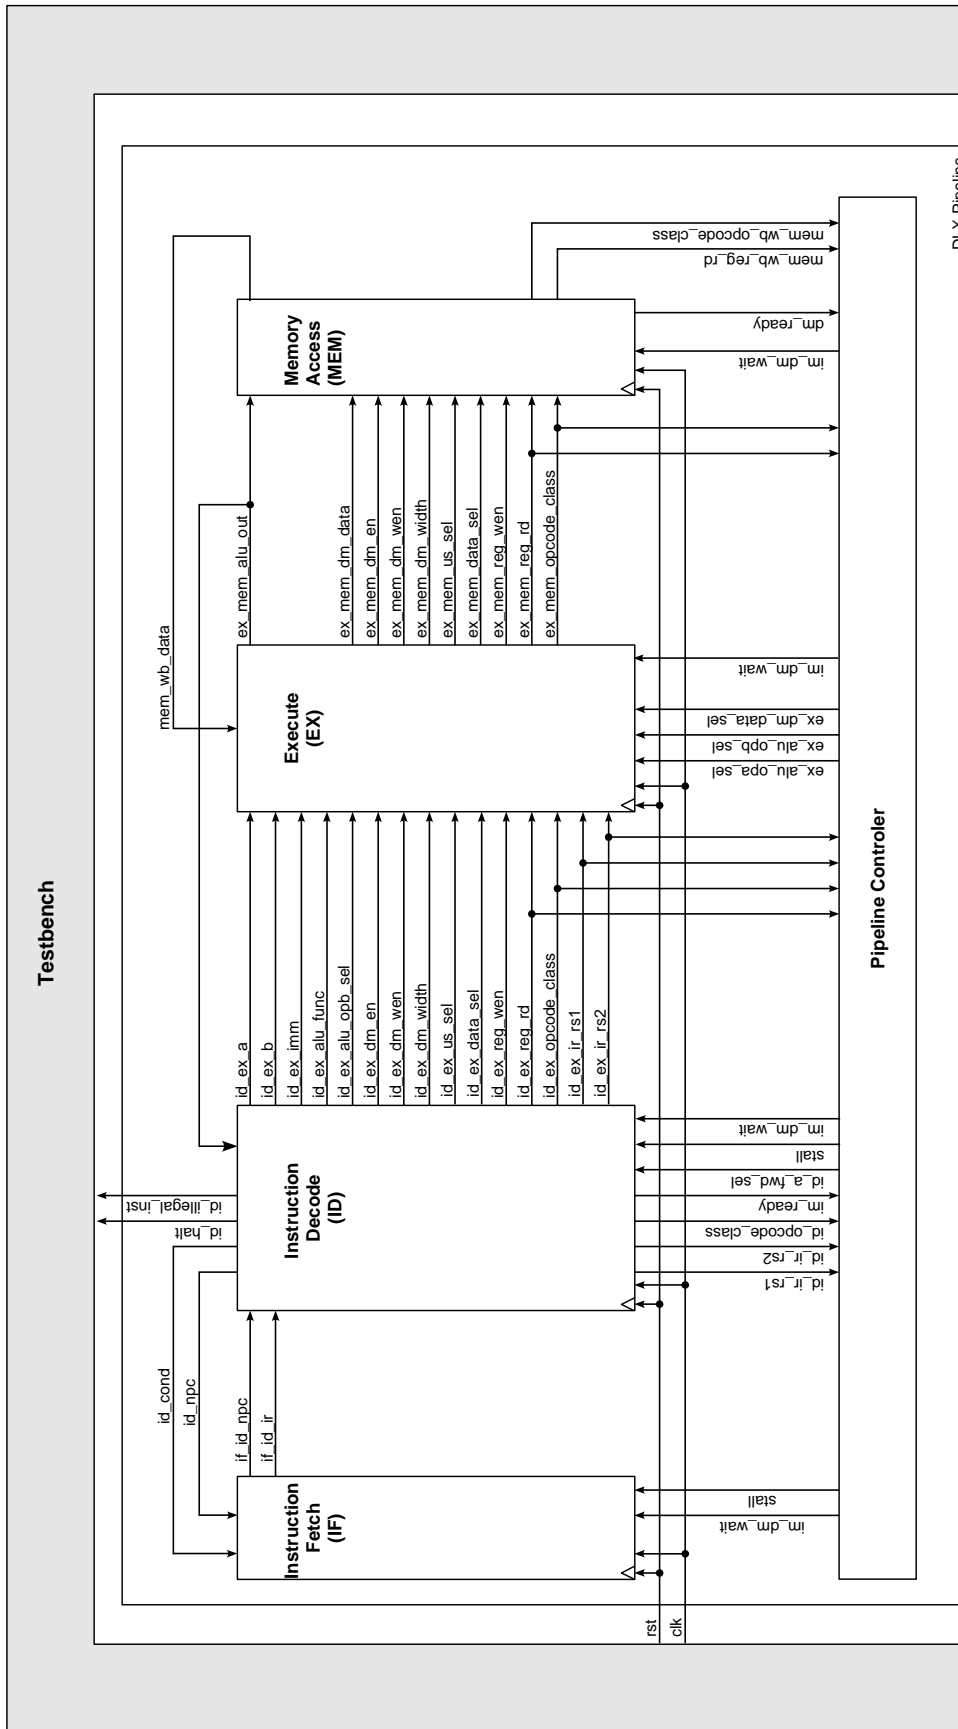 Testbench
mem_wb_data
id_cond
id_npc
id_halt
id_illegal_inst
if_id_npc
if_id_ir
id_ex_a
id_ex_b
id_ex_imm
id_ex_alu_func
id_ex_alu_opb_sel
id_ex_dm_en
id_ex_dm_wen
id_ex_dm_width
id_ex_us_sel
id_ex_data_sel
id_ex_reg_wen
id_ex_reg_rd
id_ex_opcode_class
id_ex_ir_rs1
id_ex_ir_rs2
ex_mem_alu_out
ex_mem_dm_data
ex_mem_dm_en
ex_mem_dm_wen
ex_mem_dm_width
ex_mem_us_sel
ex_mem_data_sel
ex_mem_reg_wen
ex_mem_reg_rd
ex_mem_opcode_class
Instruction
Fetch
(IF)
Instruction
Decode
(ID)
Execute
(EX)
Memory
Access
(MEM)
rst
clk
im_dm_wait
stall
id_ir_rs1
id_ir_rs2
id_opcode_class
im_ready
id_a_fwd_sel
stall
im_dm_wait
ex_alu_opa_sel
ex_alu_opb_sel
ex_dm_data_sel
im_dm_wait
im_dm_wait
dm_ready
mem_wb_reg_rd
mem_wb_opcode_class
Pipeline Controler
DLX Pipeline